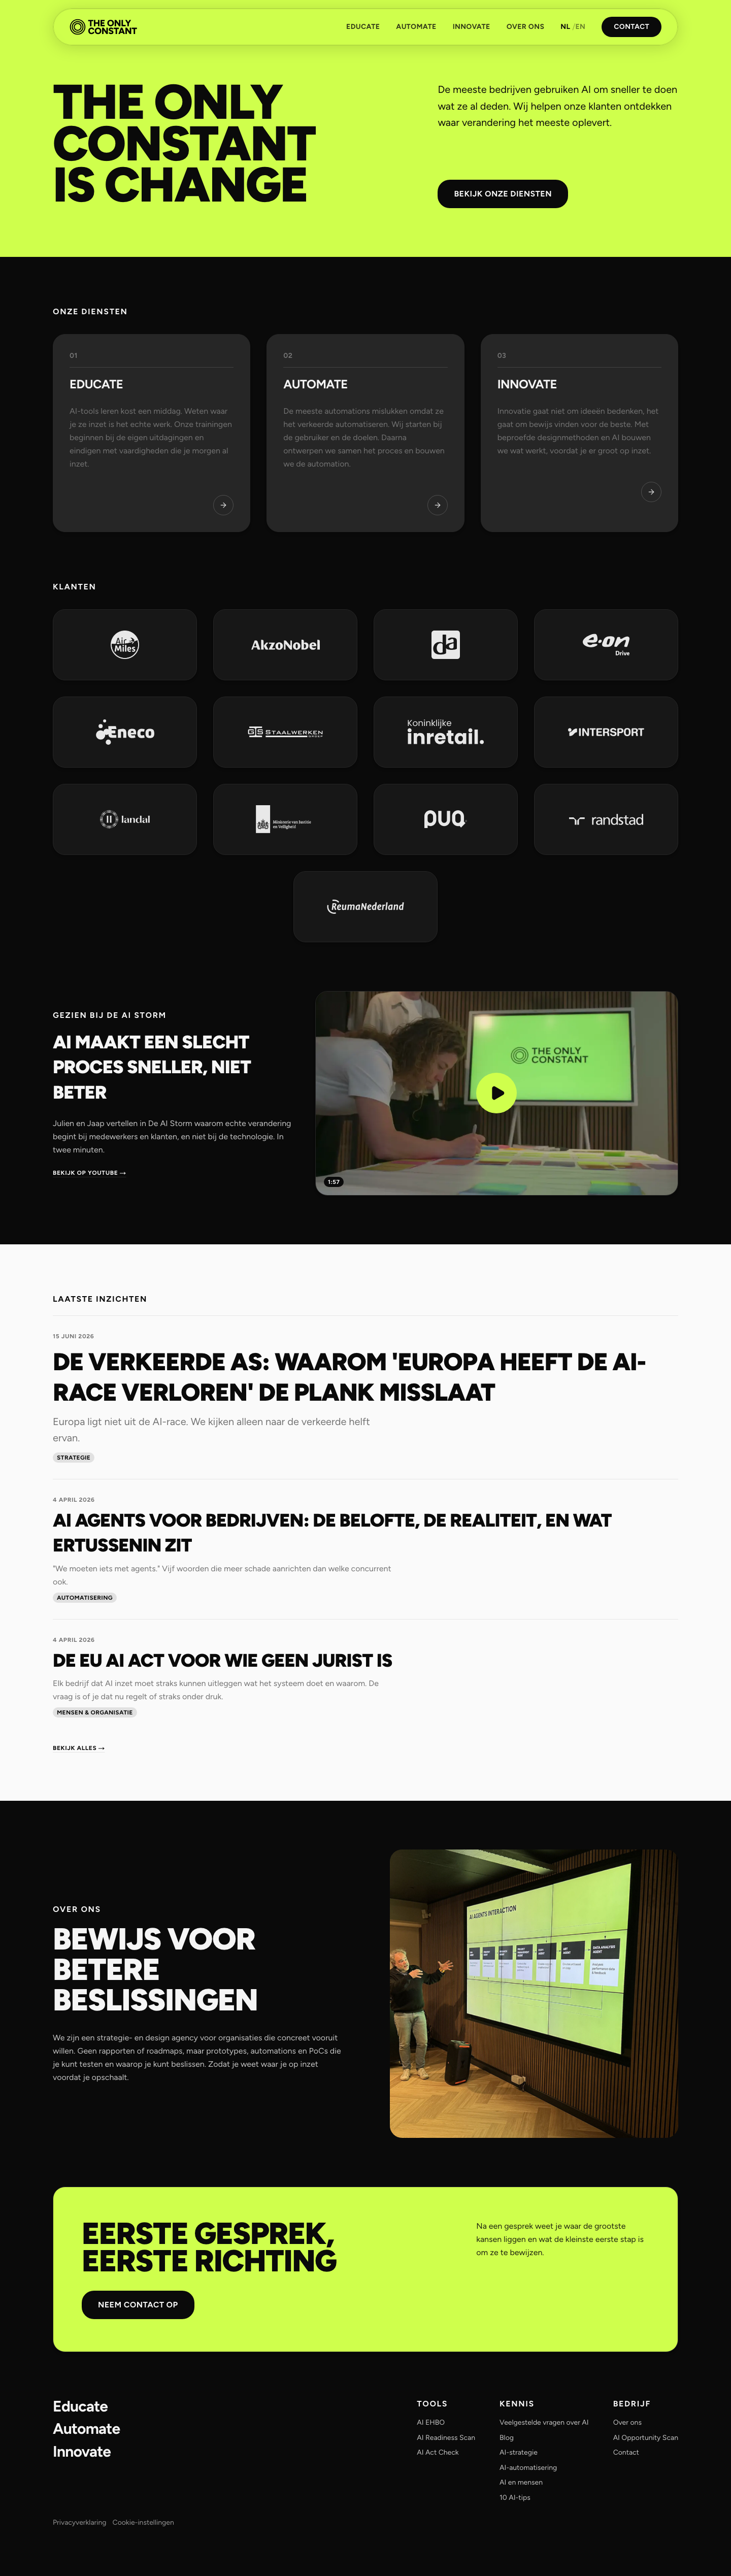 THE ONLY
CONSTANT
EDUCATE
AUTOMATE
INNOVATE
OVER ONS
NL /EN
CONTACT
THE ONLY
CONSTANT
IS CHANGE
De meeste bedrijven gebruiken AI om sneller te doen
wat ze al deden. Wij helpen onze klanten ontdekken
waar verandering het meeste oplevert.
BEKIJK ONZE DIENSTEN
ONZE DIENSTEN
01
EDUCATE
AI-tools leren kost een middag. Weten waar
je ze inzet is het echte werk. Onze trainingen
beginnen bij de eigen uitdagingen en
eindigen met vaardigheden die je morgen al
inzet.
02
AUTOMATE
De meeste automations mislukken omdat ze
het verkeerde automatiseren. Wij starten bij
de gebruiker en de doelen. Daarna
ontwerpen we samen het proces en bouwen
we de automation.
03
INNOVATE
Innovatie gaat niet om ideeën bedenken, het
gaat om bewijs vinden voor de beste. Met
beproefde designmethoden en AI bouwen
we wat werkt, voordat je er groot op inzet.
KLANTEN
Air
Miles
AkzoNobel
da
e·on
Drive
Eneco
GTS STAALWERKEN
GROEP
Koninklijke
inretail.
INTERSPORT
landal
Ministerie van Justitie
en Veiligheid
puo
randstad
ReumaNederland
GEZIEN BIJ DE AI STORM
AI MAAKT EEN SLECHT
PROCES SNELLER, NIET
BETER
Julien en Jaap vertellen in De AI Storm waarom echte verandering
begint bij medewerkers en klanten, en niet bij de technologie. In
twee minuten.
BEKIJK OP YOUTUBE →
THE ONLY
CONSTANT
1:57
LAATSTE INZICHTEN
15 JUNI 2026
DE VERKEERDE AS: WAAROM 'EUROPA HEEFT DE AI-
RACE VERLOREN' DE PLANK MISSLAAT
Europa ligt niet uit de AI-race. We kijken alleen naar de verkeerde helft
ervan.
STRATEGIE
4 APRIL 2026
AI AGENTS VOOR BEDRIJVEN: DE BELOFTE, DE REALITEIT, EN WAT
ERTUSSENIN ZIT
"We moeten iets met agents." Vijf woorden die meer schade aanrichten dan welke concurrent
ook.
AUTOMATISERING
4 APRIL 2026
DE EU AI ACT VOOR WIE GEEN JURIST IS
Elk bedrijf dat AI inzet moet straks kunnen uitleggen wat het systeem doet en waarom. De
vraag is of je dat nu regelt of straks onder druk.
MENSEN & ORGANISATIE
BEKIJK ALLES →
OVER ONS
BEWIJS VOOR
BETERE
BESLISSINGEN
We zijn een strategie- en design agency voor organisaties die concreet vooruit
willen. Geen rapporten of roadmaps, maar prototypes, automations en PoCs die
je kunt testen en waarop je kunt beslissen. Zodat je weet waar je op inzet
voordat je opschaalt.
AI AGENTS INTERACTION
EERSTE GESPREK,
EERSTE RICHTING
NEEM CONTACT OP
Na een gesprek weet je waar de grootste
kansen liggen en wat de kleinste eerste stap is
om ze te bewijzen.
Educate
Automate
Innovate
TOOLS
AI EHBO
AI Readiness Scan
AI Act Check
KENNIS
Veelgestelde vragen over AI
Blog
AI-strategie
AI-automatisering
AI en mensen
10 AI-tips
BEDRIJF
Over ons
AI Opportunity Scan
Contact
Privacyverklaring
Cookie-instellingen